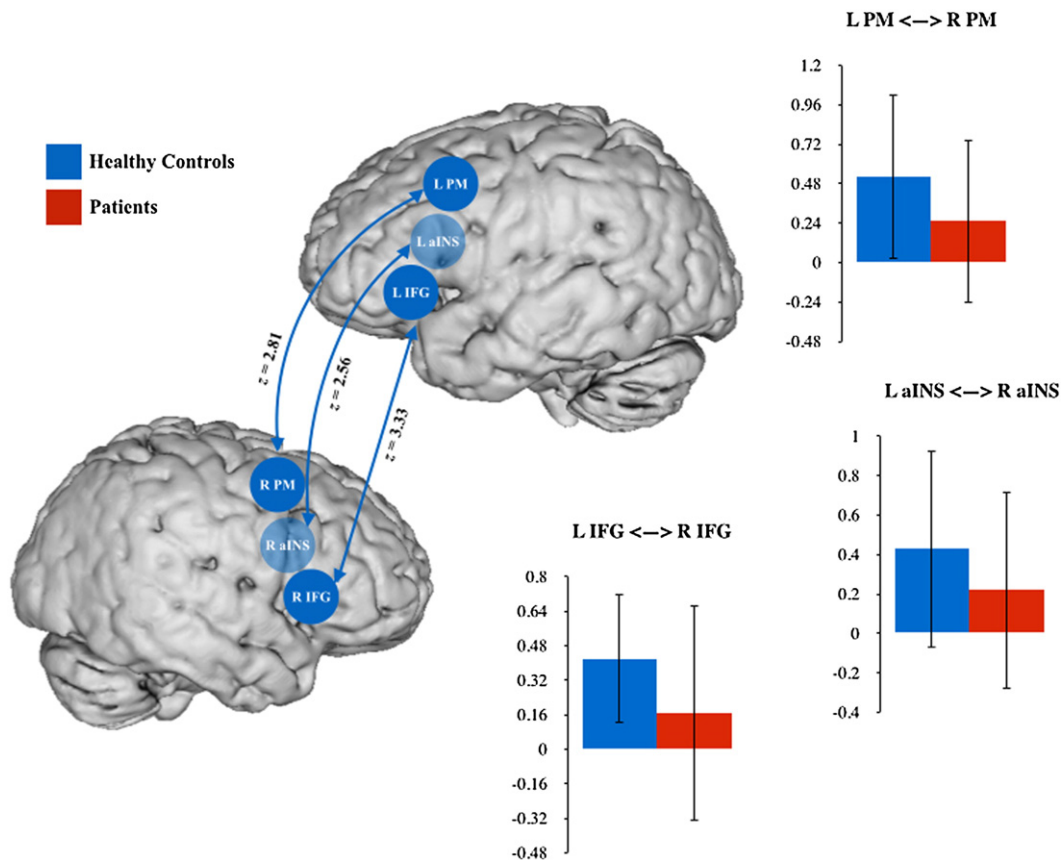 L PM <—> R PM
1.2
0.96
0.72
0.48
0.24
0
-0.24
-0.48
Healthy Controls
Patients
L PM
L aINS
L IFG
z = 2.81
z = 2.56
z = 3.33
R PM
R aINS
R IFG
L aINS <—> R aINS
1
0.8
0.6
0.4
0.2
0
-0.2
-0.4
L IFG <—> R IFG
0.8
0.64
0.48
0.32
0.16
0
-0.16
-0.32
-0.48